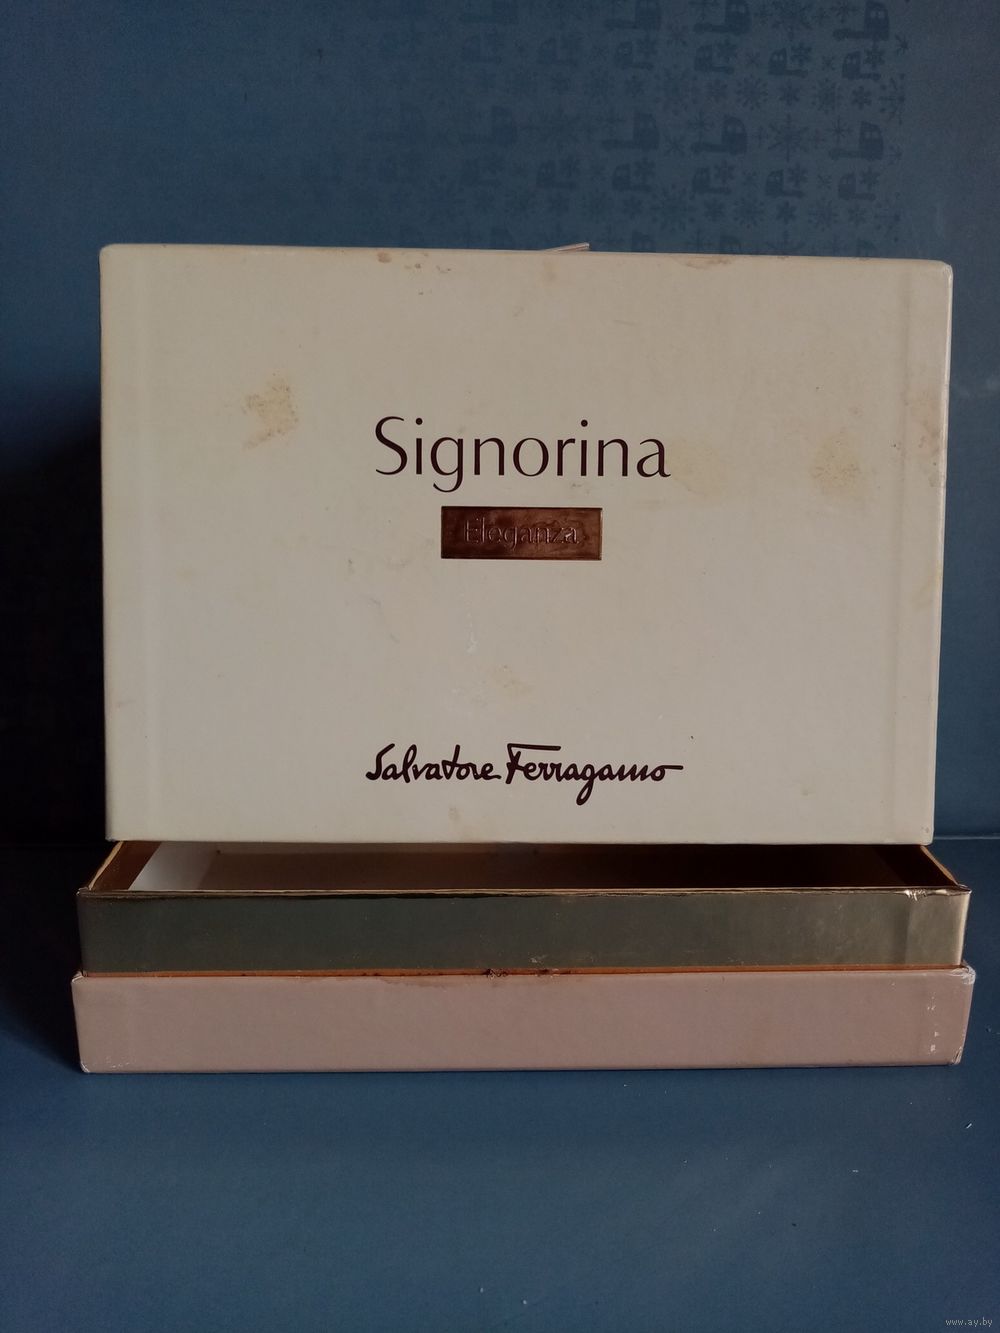 Signorina
Eleganza
Salvatore Ferragamo
www.ay.by